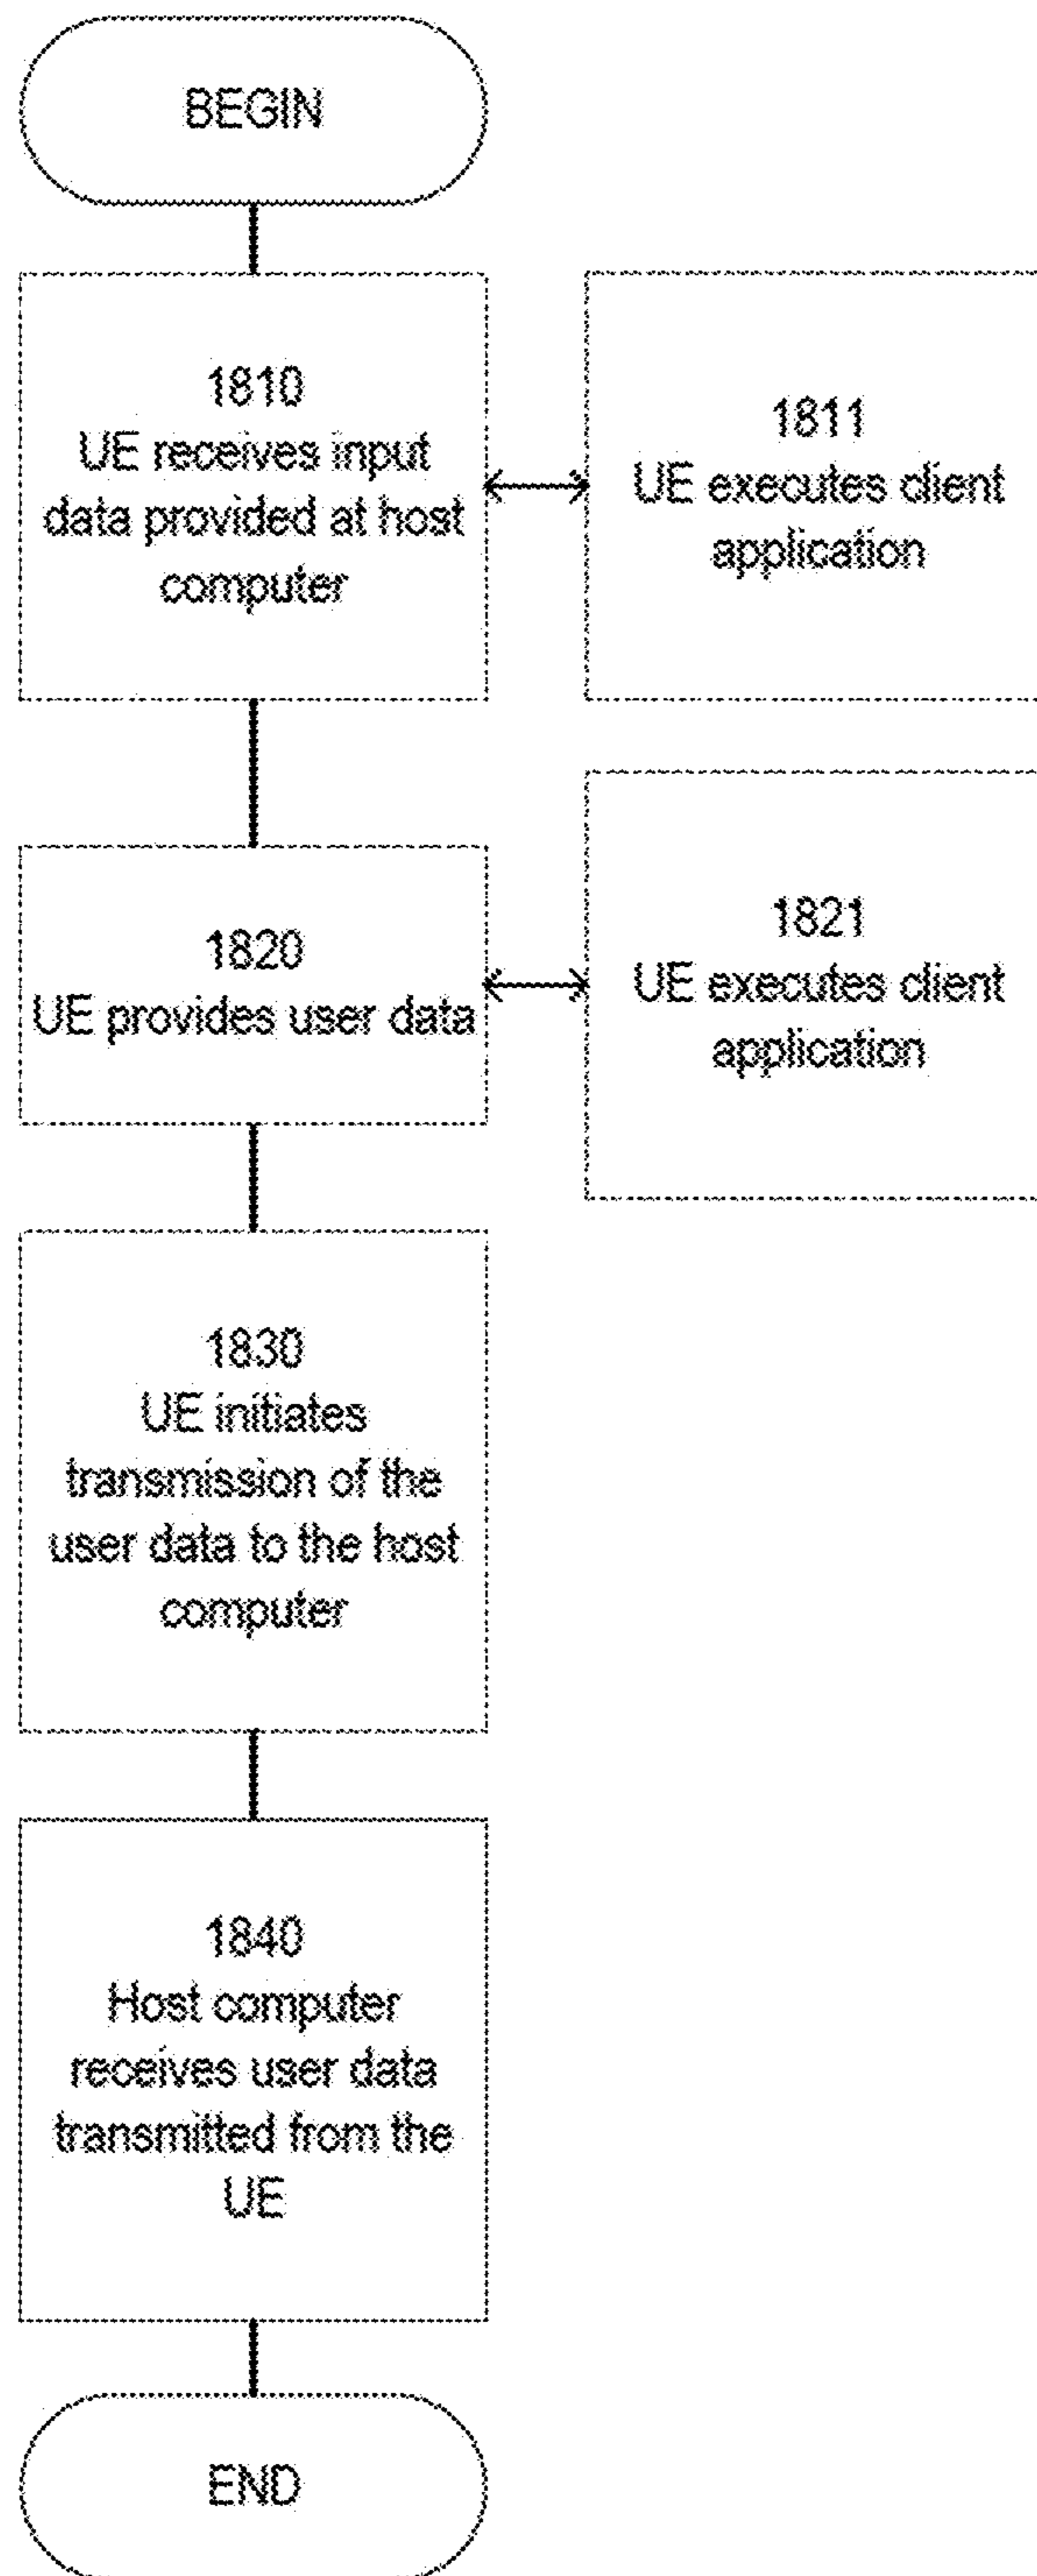 BEGIN
1810
UE receives input
data provided at host
computer
1811
UE executes client
application
1820
UE provides user data
1821
UE executes client
application
1830
UE initiates
transmission of the
user data to the host
computer
1840
Host computer
receives user data
transmitted from the
UE
END